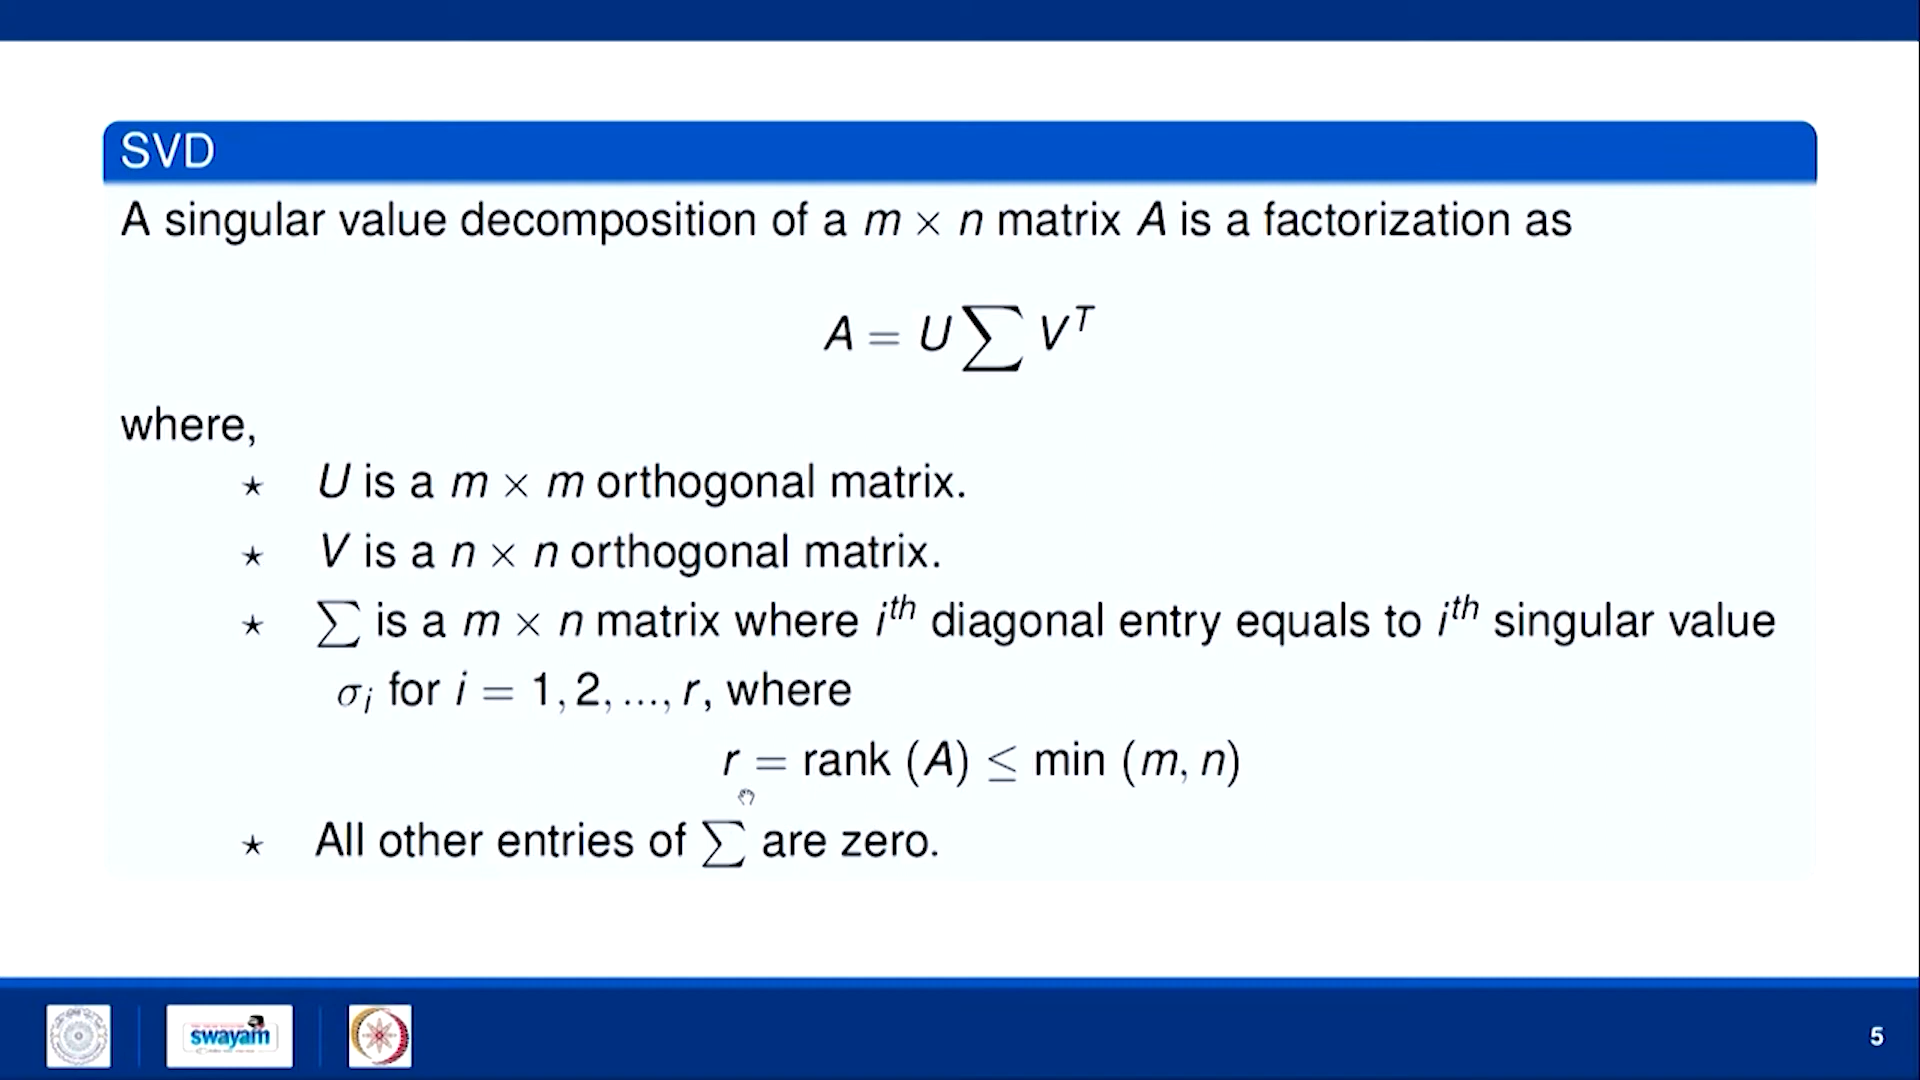 SVD
A singular value decomposition of a m × n matrix A is a factorization as
A = U∑ V^T
where,
⋆ U is a m × m orthogonal matrix.
⋆ V is a n × n orthogonal matrix.
⋆ ∑ is a m × n matrix where i^th diagonal entry equals to i^th singular value
σ_i for i = 1, 2, ..., r, where
r = rank (A) ≤ min (m, n)
⋆ All other entries of ∑ are zero.
swayam
5